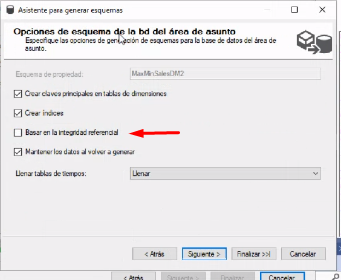 Asistente para generar esquemas
Opciones de esquema de la bd del área de asunto
Especifique las opciones de generación de esquemas para la base de datos del área de
asunto.
Esquema de propiedad:
MaxMinSalesDM2
Crear claves principales en tablas de dimensiones
Crear índices
Basar en la integridad referencial
Mantener los datos al volver a generar
Llenar tablas de tiempos:
Llenar
< Atrás
Siguiente >
Finalizar >>|
Cancelar
< Atrás
Siguiente >
Finalizar
Cancelar